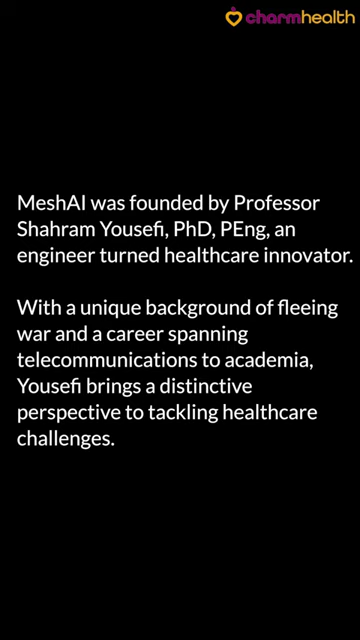 charmhealth
MeshAI was founded by Professor
Shahram Yousefi, PhD, PEng, an
engineer turned healthcare innovator.
With a unique background of fleeing
war and a career spanning
telecommunications to academia,
Yousefi brings a distinctive
perspective to tackling healthcare
challenges.